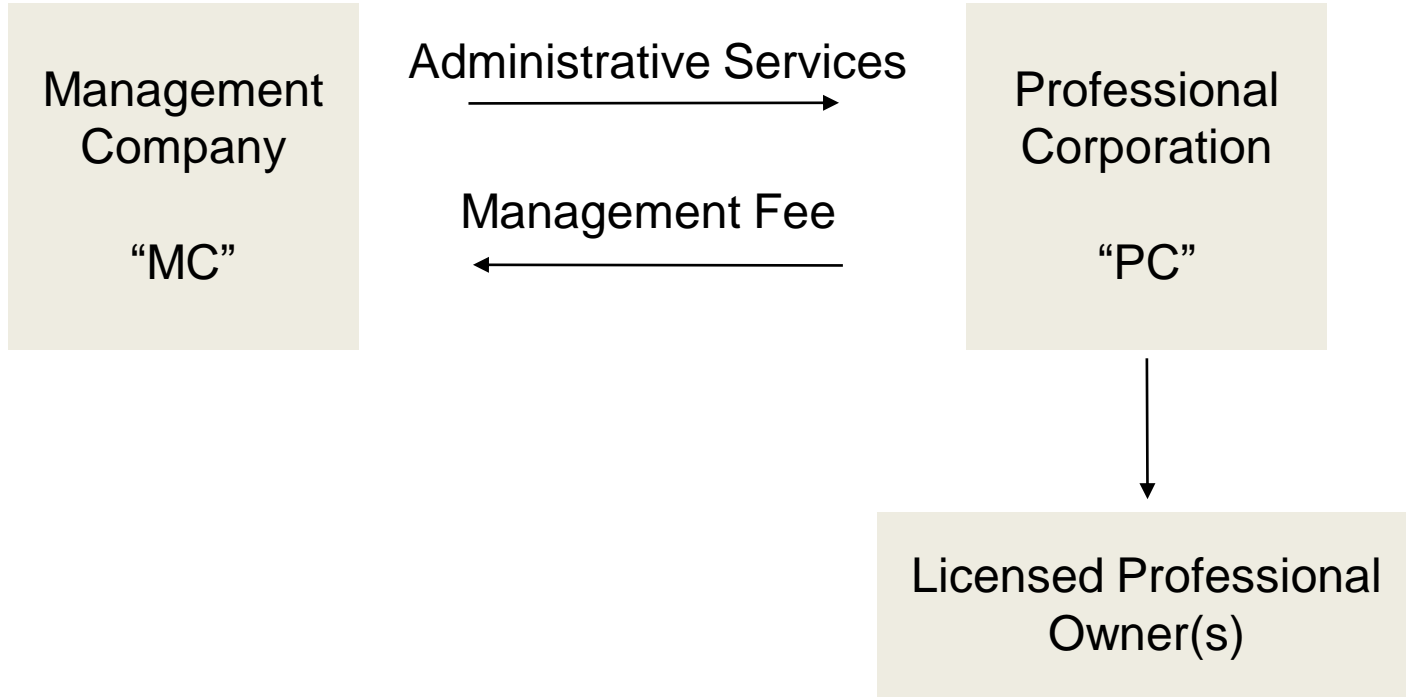 Management
Company
“MC”
Administrative Services
Management Fee
Professional
Corporation
“PC”
Licensed Professional
Owner(s)